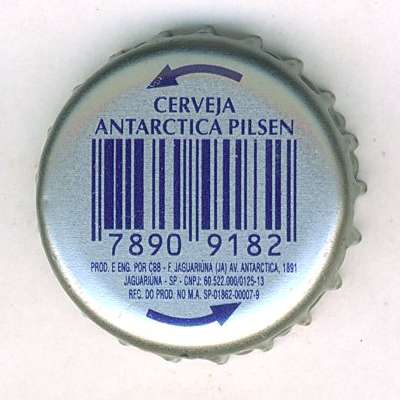 CERVEJA
ANTARCTICA PILSEN
7890 9182
PROD. E ENG. POR CBB - F. JAGUARIÚNA (JA) AV. ANTARCTICA, 1891
JAGUARIUNA - SP - CNPJ: 60.522.000/0125-13
REG. DO PROD. NO M.A. SP-01862-00007-9